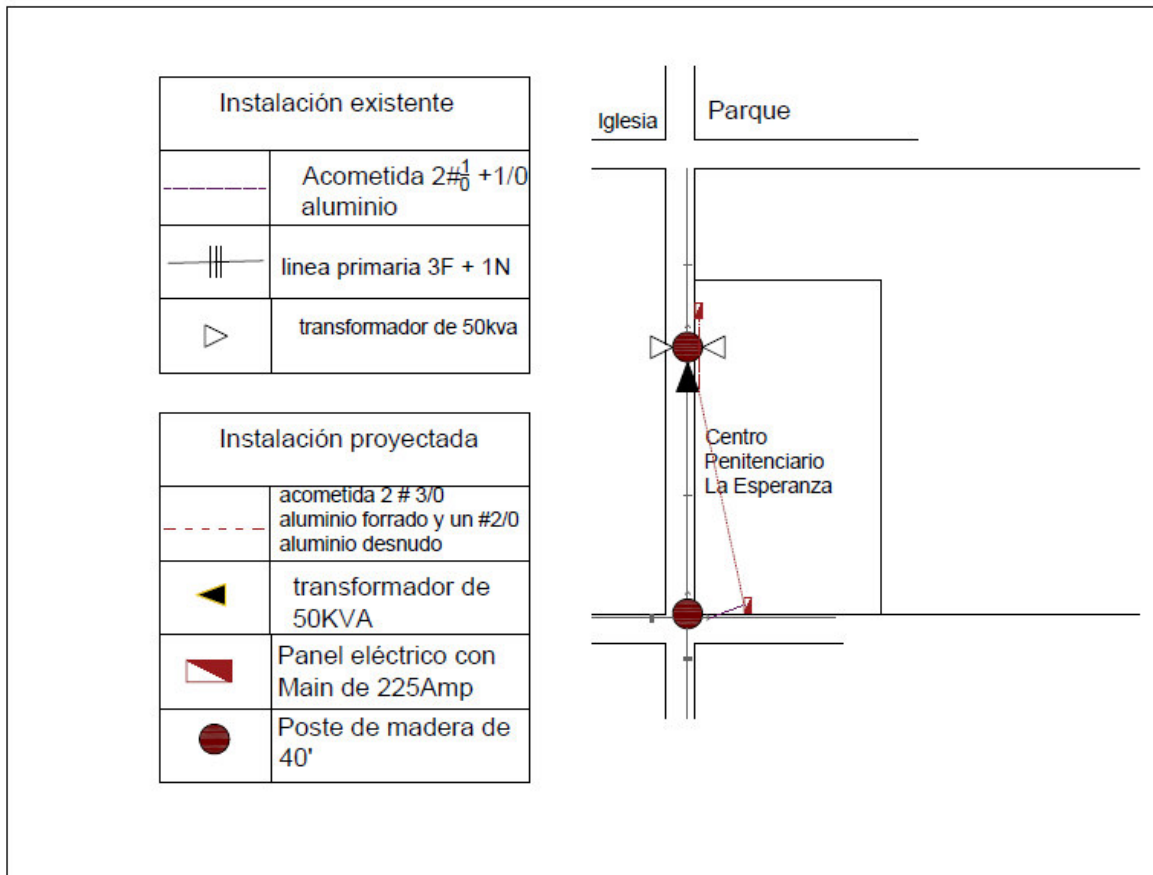 Instalación existente
Acometida 2#1/0 +1/0
aluminio
linea primaria 3F + 1N
transformador de 50kva
Instalación proyectada
acometida 2 # 3/0
aluminio forrado y un #2/0
aluminio desnudo
transformador de
50KVA
Panel eléctrico con
Main de 225Amp
Poste de madera de
40'
Iglesia
Parque
Centro
Penitenciario
La Esperanza